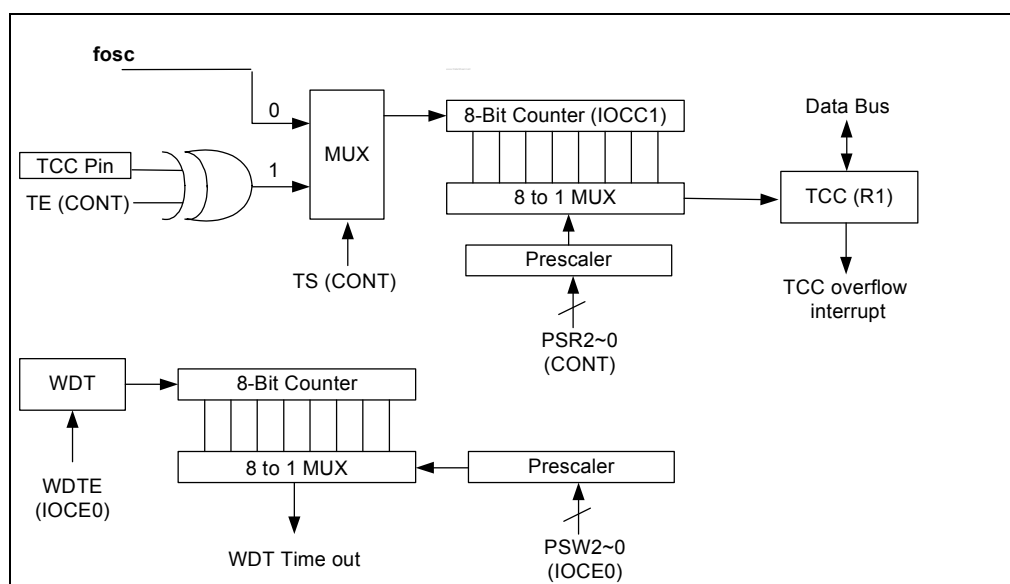 fosc
0
TCC Pin
1
TE (CONT)
MUX
TS (CONT)
8-Bit Counter (IOCC1)
8 to 1 MUX
Prescaler
PSR2~0
(CONT)
Data Bus
TCC (R1)
TCC overflow
interrupt
WDT
WDTE
(IOCE0)
8-Bit Counter
8 to 1 MUX
WDT Time out
Prescaler
PSW2~0
(IOCE0)